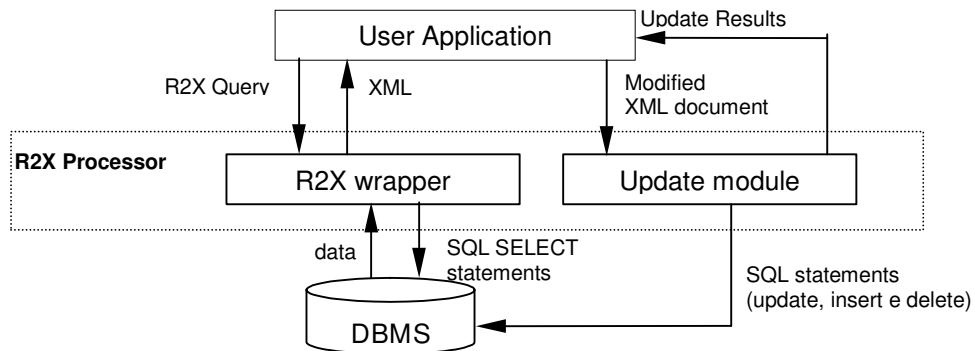 Update Results
User Application
R2X Query
XML
Modified
XML document
R2X Processor
R2X wrapper
Update module
data
SQL SELECT
statements
SQL statements
(update, insert e delete)
DBMS